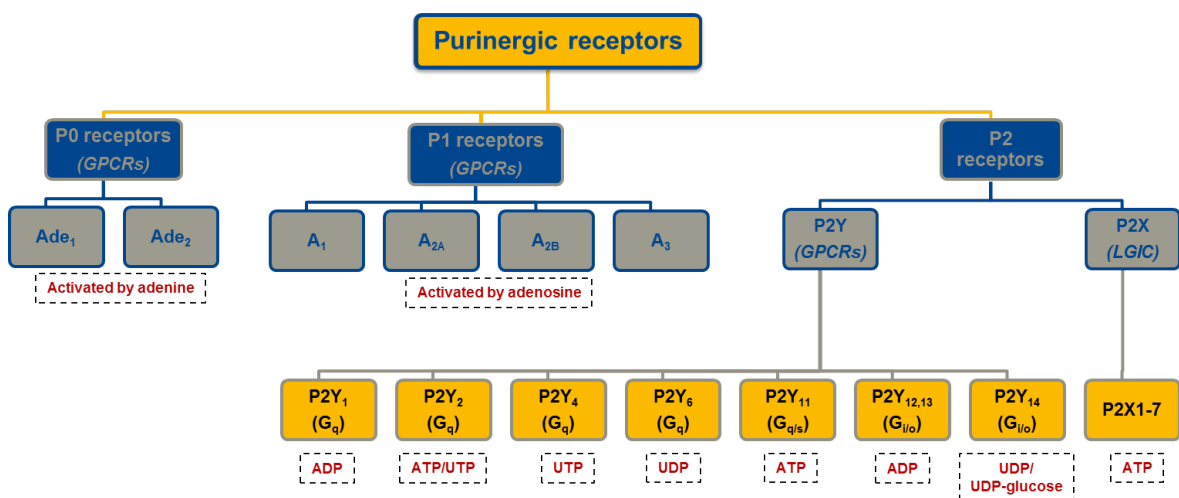 Purinergic receptors
P0 receptors
(GPCRs)
P1 receptors
(GPCRs)
P2
receptors
Ade₁
Ade₂
A₁
A₂A
A₂B
A₃
P2Y
(GPCRs)
P2X
(LGIC)
Activated by adenine
Activated by adenosine
P2Y₁
(Gq)
P2Y₂
(Gq)
P2Y₄
(Gq)
P2Y₆
(Gq)
P2Y₁₁
(Gq/s)
P2Y₁₂,₁₃
(Gi/o)
P2Y₁₄
(Gi/o)
P2X1-7
ADP
ATP/UTP
UTP
UDP
ATP
ADP
UDP/
UDP-glucose
ATP